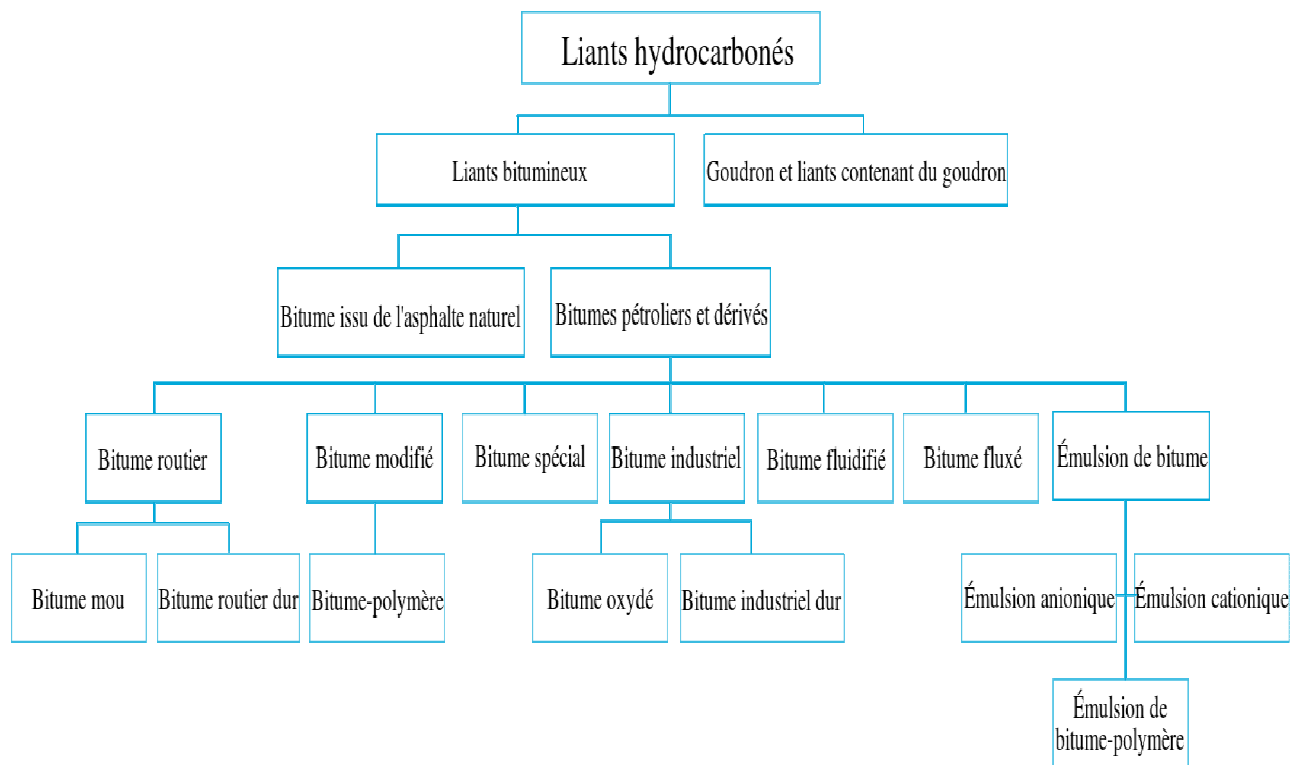 Liants hydrocarbonés
Liants bitumineux
Goudron et liants contenant du goudron
Bitume issu de l'asphalte naturel
Bitumes pétroliers et dérivés
Bitume routier
Bitume modifié
Bitume spécial
Bitume industriel
Bitume fluidifié
Bitume fluxé
Émulsion de bitume
Bitume mou
Bitume routier dur
Bitume-polymère
Bitume oxydé
Bitume industriel dur
Émulsion anionique
Émulsion cationique
Émulsion de
bitume-polymère